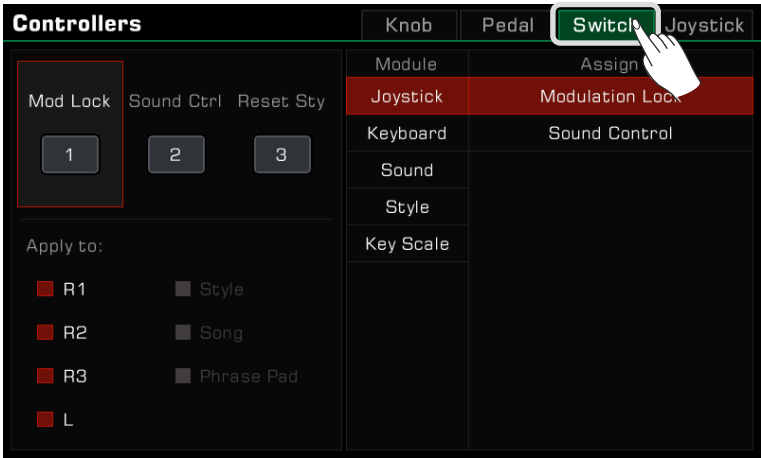 Controllers Knob Pedal Switch Joystick
Module Assign
Mod Lock Sound Ctrl Reset Sty
1 2 3
Joystick Modulation Lock
Keyboard Sound Control
Sound
Style
Key Scale
Apply to:
R1 Style
R2 Song
R3 Phrase Pad
L